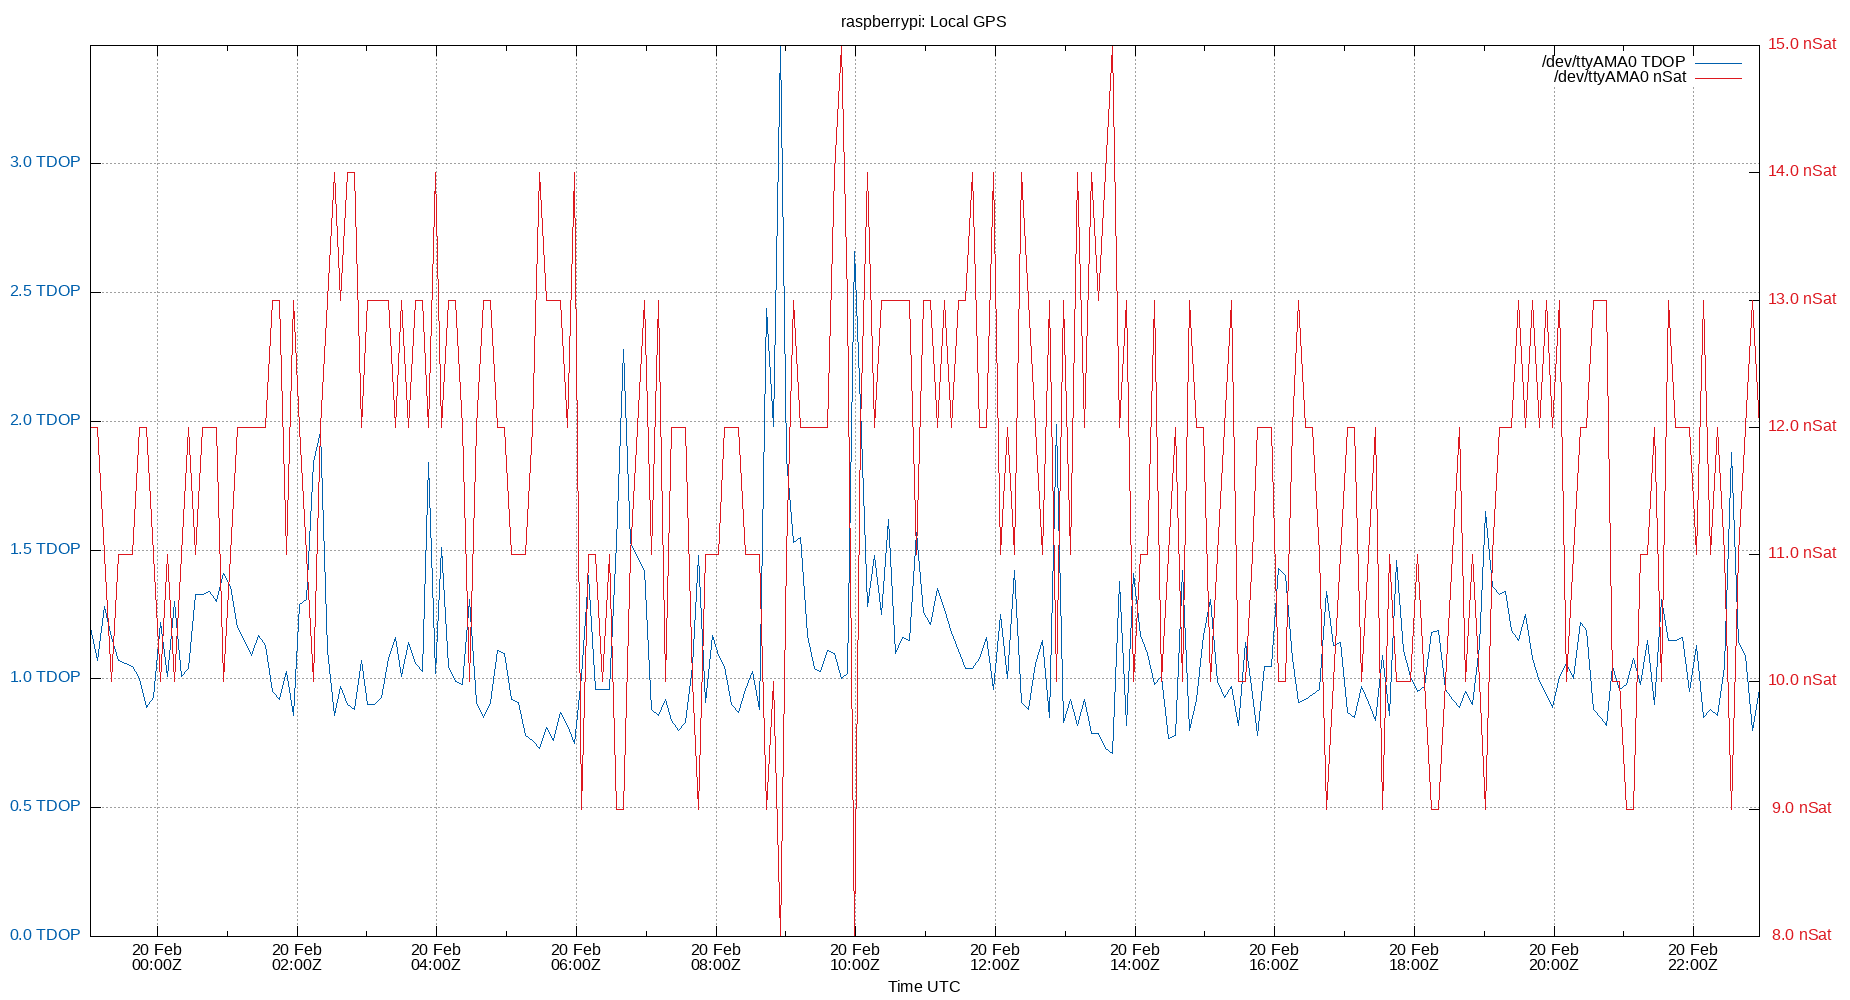 raspberrypi: Local GPS
/dev/ttyAMA0 TDOP
/dev/ttyAMA0 nSat
3.0 TDOP
2.5 TDOP
2.0 TDOP
1.5 TDOP
1.0 TDOP
0.5 TDOP
0.0 TDOP
15.0 nSat
14.0 nSat
13.0 nSat
12.0 nSat
11.0 nSat
10.0 nSat
9.0 nSat
8.0 nSat
20 Feb
00:00Z
20 Feb
02:00Z
20 Feb
04:00Z
20 Feb
06:00Z
20 Feb
08:00Z
20 Feb
10:00Z
20 Feb
12:00Z
20 Feb
14:00Z
20 Feb
16:00Z
20 Feb
18:00Z
20 Feb
20:00Z
20 Feb
22:00Z
Time UTC